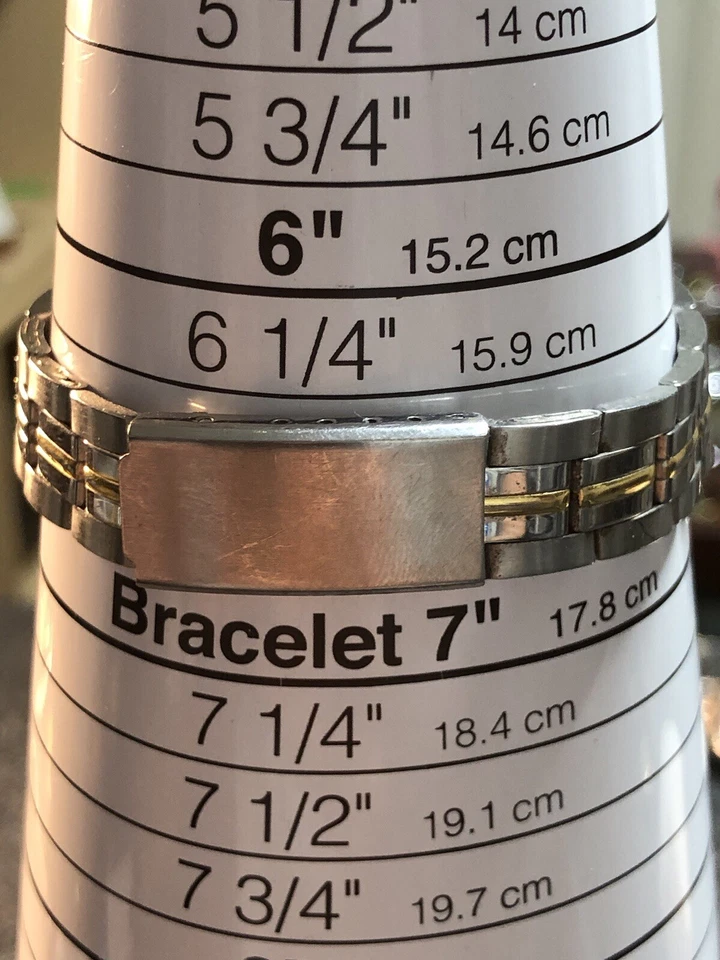 5 1/2" 14 cm
5 3/4" 14.6 cm
6" 15.2 cm
6 1/4" 15.9 cm
Bracelet 7" 17.8 cm
7 1/4" 18.4 cm
7 1/2" 19.1 cm
7 3/4" 19.7 cm